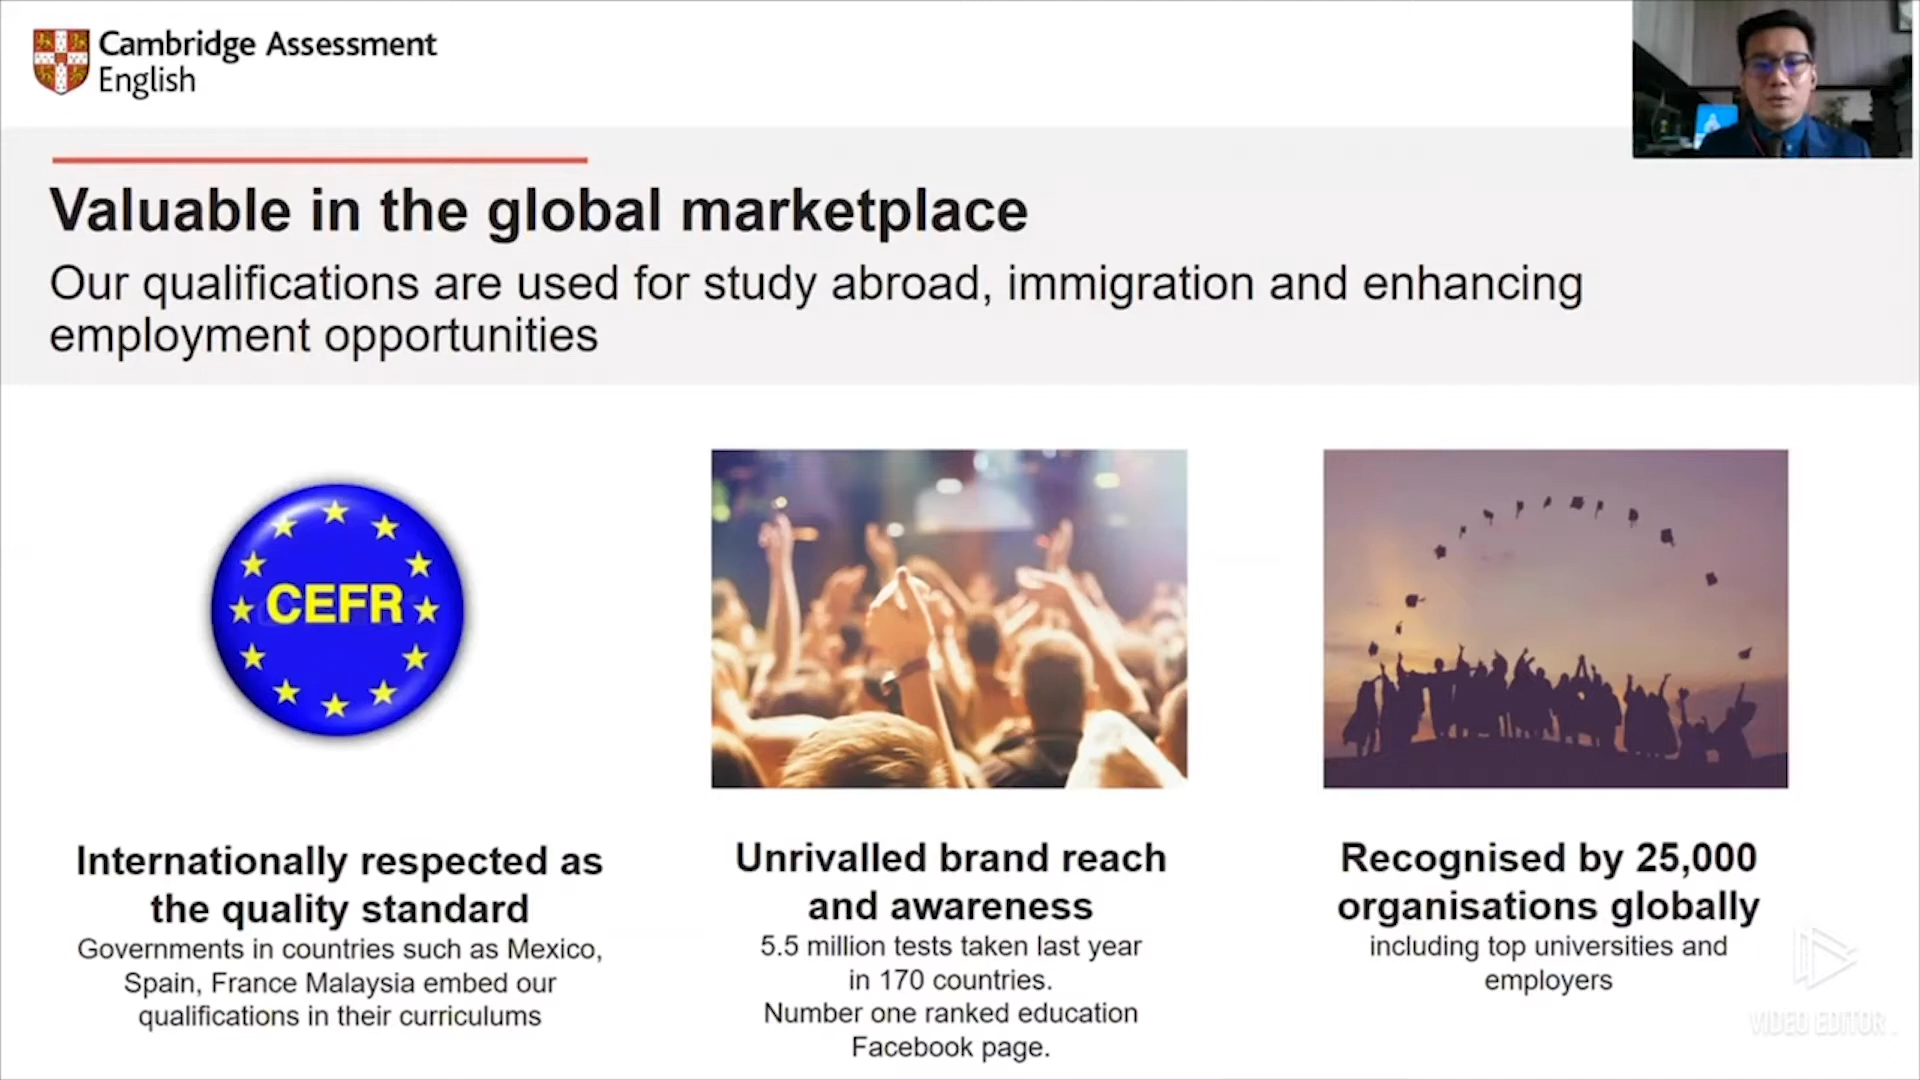 Cambridge Assessment
English
Valuable in the global marketplace
Our qualifications are used for study abroad, immigration and enhancing
employment opportunities
CEFR
Internationally respected as
the quality standard
Governments in countries such as Mexico,
Spain, France Malaysia embed our
qualifications in their curriculums
Unrivalled brand reach
and awareness
5.5 million tests taken last year
in 170 countries.
Number one ranked education
Facebook page.
Recognised by 25,000
organisations globally
including top universities and
employers
VIDEO EDITOR